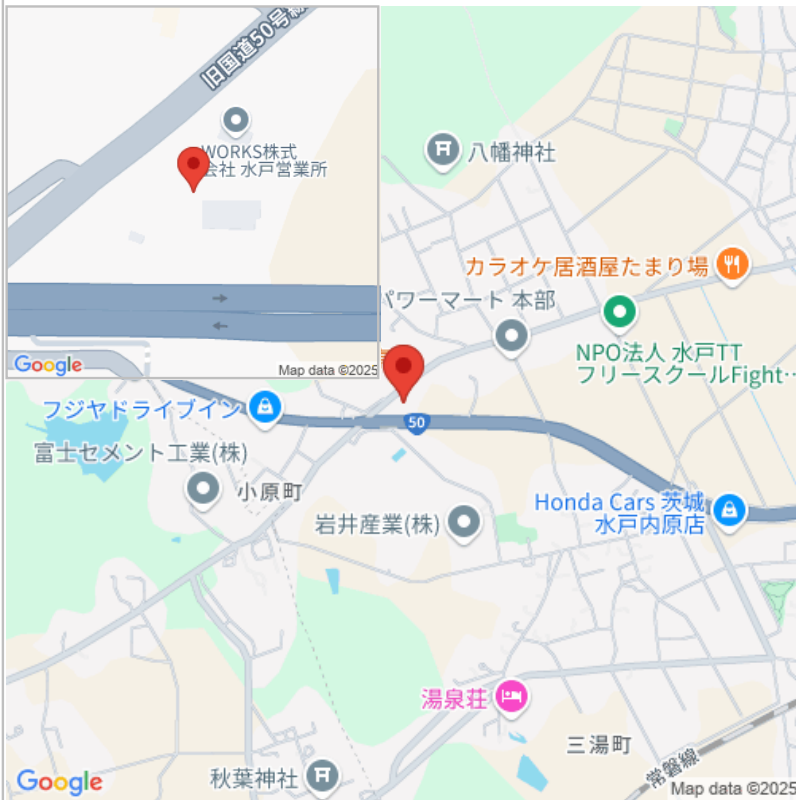 旧国道50号線
WORKS株式
会社 水戸営業所
Google
Map data ©2025
八幡神社
カラオケ居酒屋たまり場
パワーマート 本部
NPO法人 水戸TT
フリースクールFight…
フジヤドライブイン
50
富士セメント工業(株)
小原町
岩井産業(株)
Honda Cars 茨城
水戸内原店
湯泉荘
三湯町
常磐線
秋葉神社
Google
Map data ©2025